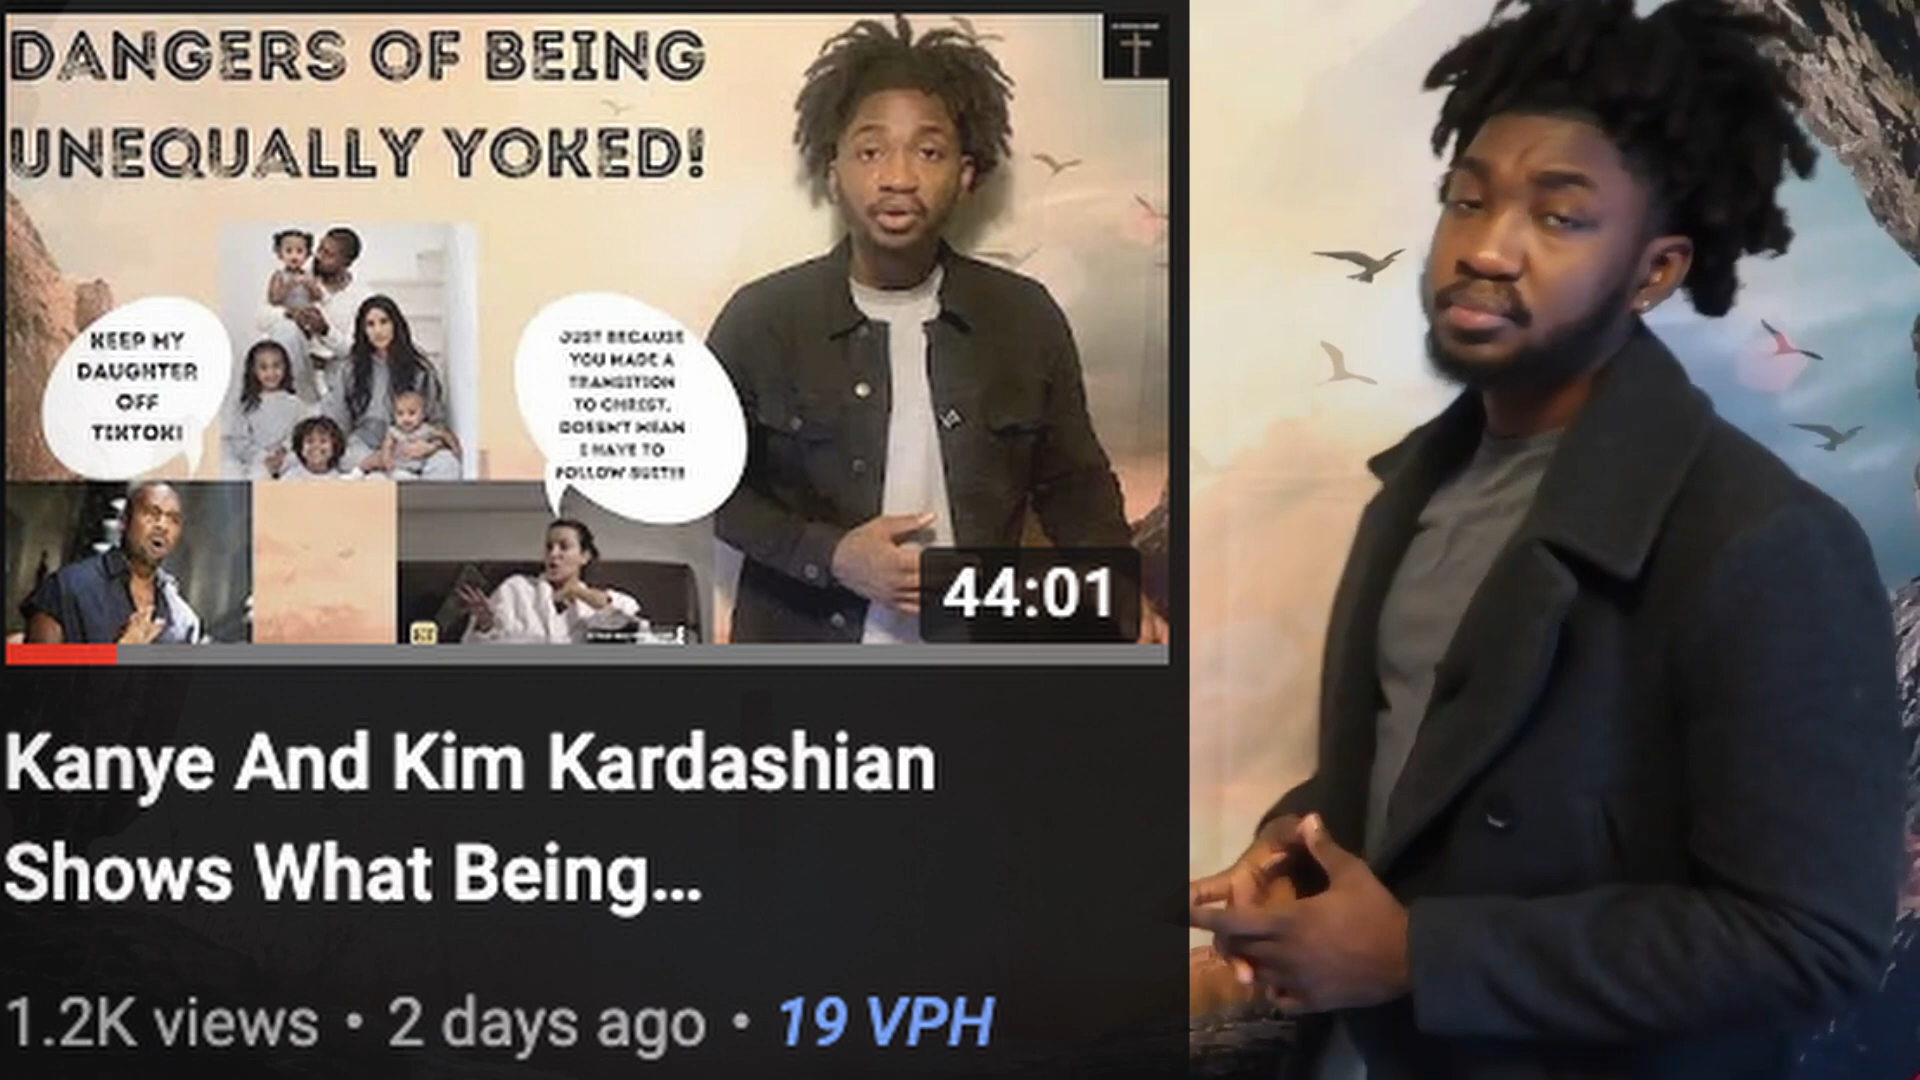 DANGERS OF BEING
UNEQUALLY YOKED!
KEEP MY
DAUGHTER
OFF
TIKTOK!
JUST BECAUSE
YOU MADE A
TRANSITION
TO CHRIST,
DOESN'T MEAN
I HAVE TO
FOLLOW SUIT!!!
ET
E
44:01
Kanye And Kim Kardashian
Shows What Being...
1.2K views • 2 days ago • 19 VPH